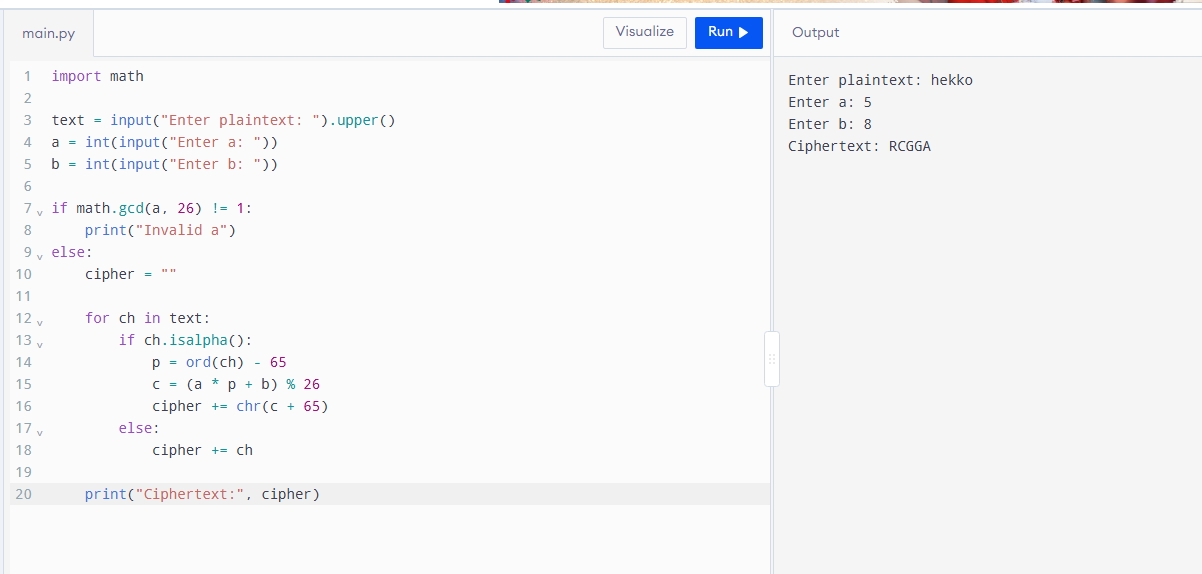 main.py
Visualize
Run
1 import math
2
3 text = input("Enter plaintext: ").upper()
4 a = int(input("Enter a: "))
5 b = int(input("Enter b: "))
6
7 if math.gcd(a, 26) != 1:
8     print("Invalid a")
9 else:
10     cipher = ""
11
12     for ch in text:
13         if ch.isalpha():
14             p = ord(ch) - 65
15             c = (a * p + b) % 26
16             cipher += chr(c + 65)
17         else:
18             cipher += ch
19
20     print("Ciphertext:", cipher)
Output
Enter plaintext: hekko
Enter a: 5
Enter b: 8
Ciphertext: RCGGA